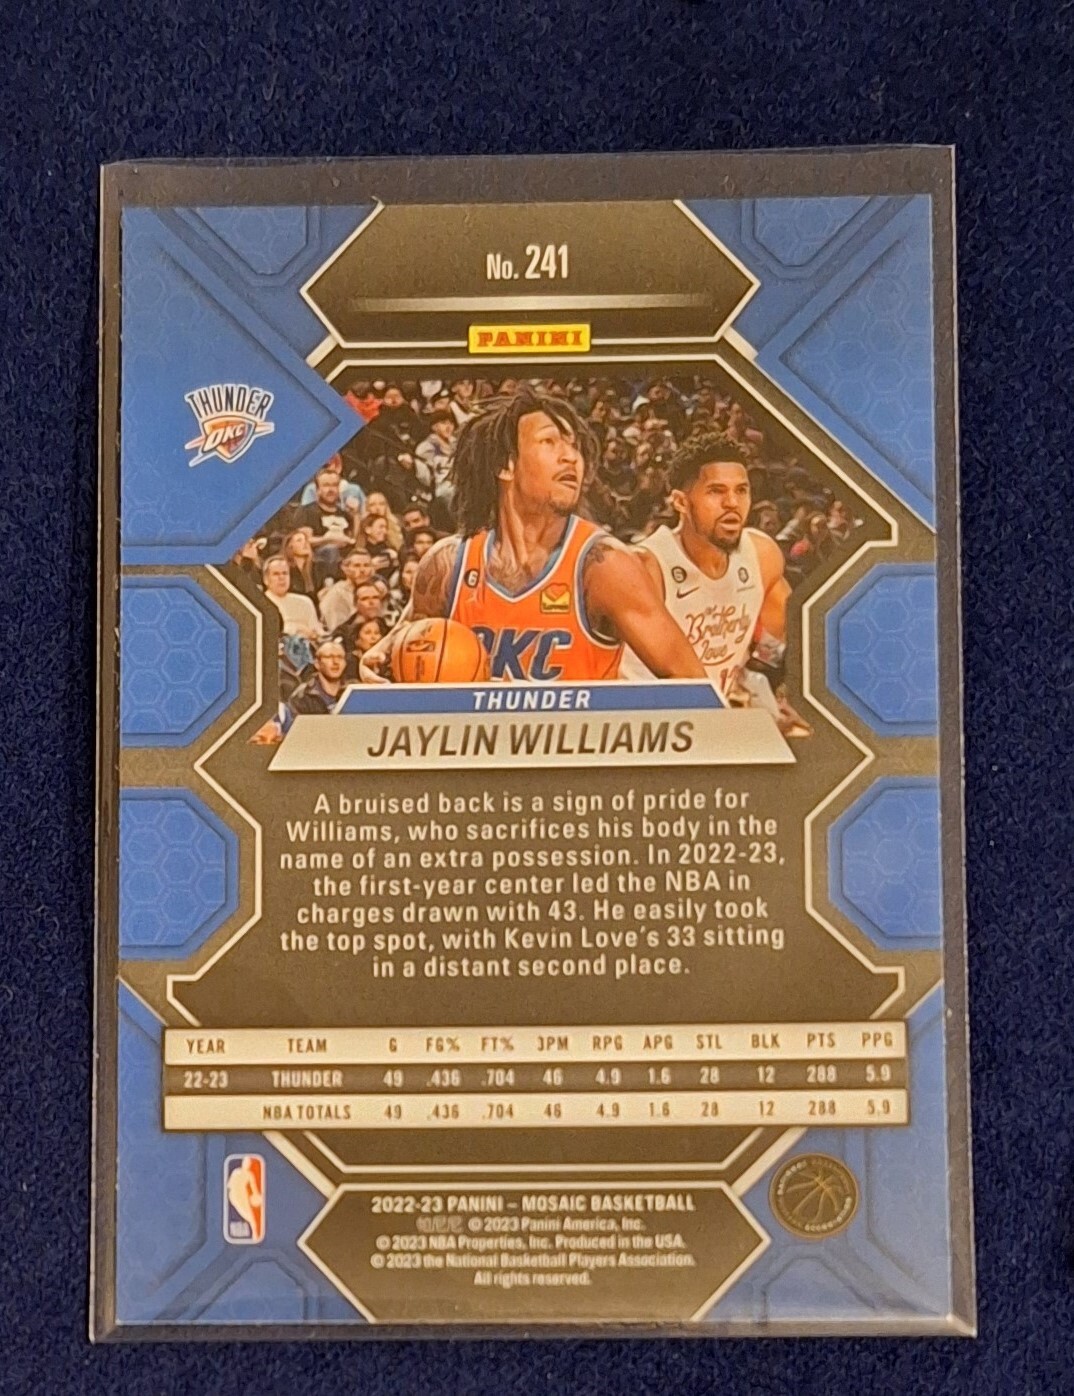 No. 241
PANINI
THUNDER
OKC
6
6
OKC
Brotherly
Love
THUNDER
JAYLIN WILLIAMS
A bruised back is a sign of pride for
Williams, who sacrifices his body in the
name of an extra possession. In 2022-23,
the first-year center led the NBA in
charges drawn with 43. He easily took
the top spot, with Kevin Love's 33 sitting
in a distant second place.
YEAR TEAM G FG% FT% 3PM RPG APG STL BLK PTS PPG
22-23 THUNDER 49 .436 .704 46 4.9 1.6 28 12 288 5.9
NBA TOTALS 49 .436 .704 46 4.9 1.6 28 12 288 5.9
2022-23 PANINI – MOSAIC BASKETBALL
© 2023 Panini America, Inc.
© 2023 NBA Properties, Inc. Produced in the USA.
© 2023 the National Basketball Players Association.
All rights reserved.
NBA